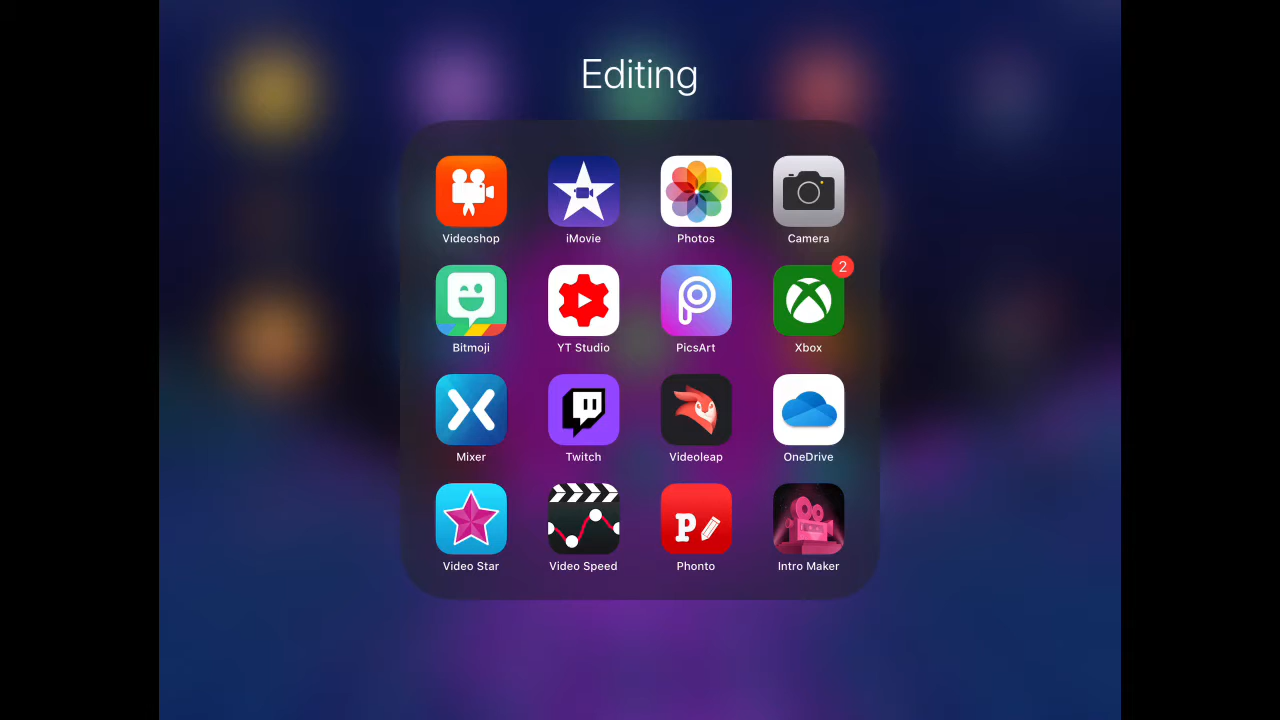 Editing
Videoshop
iMovie
Photos
Camera
2
Bitmoji
YT Studio
PicsArt
Xbox
Mixer
Twitch
Videoleap
OneDrive
P
Video Star
Video Speed
Phonto
Intro Maker